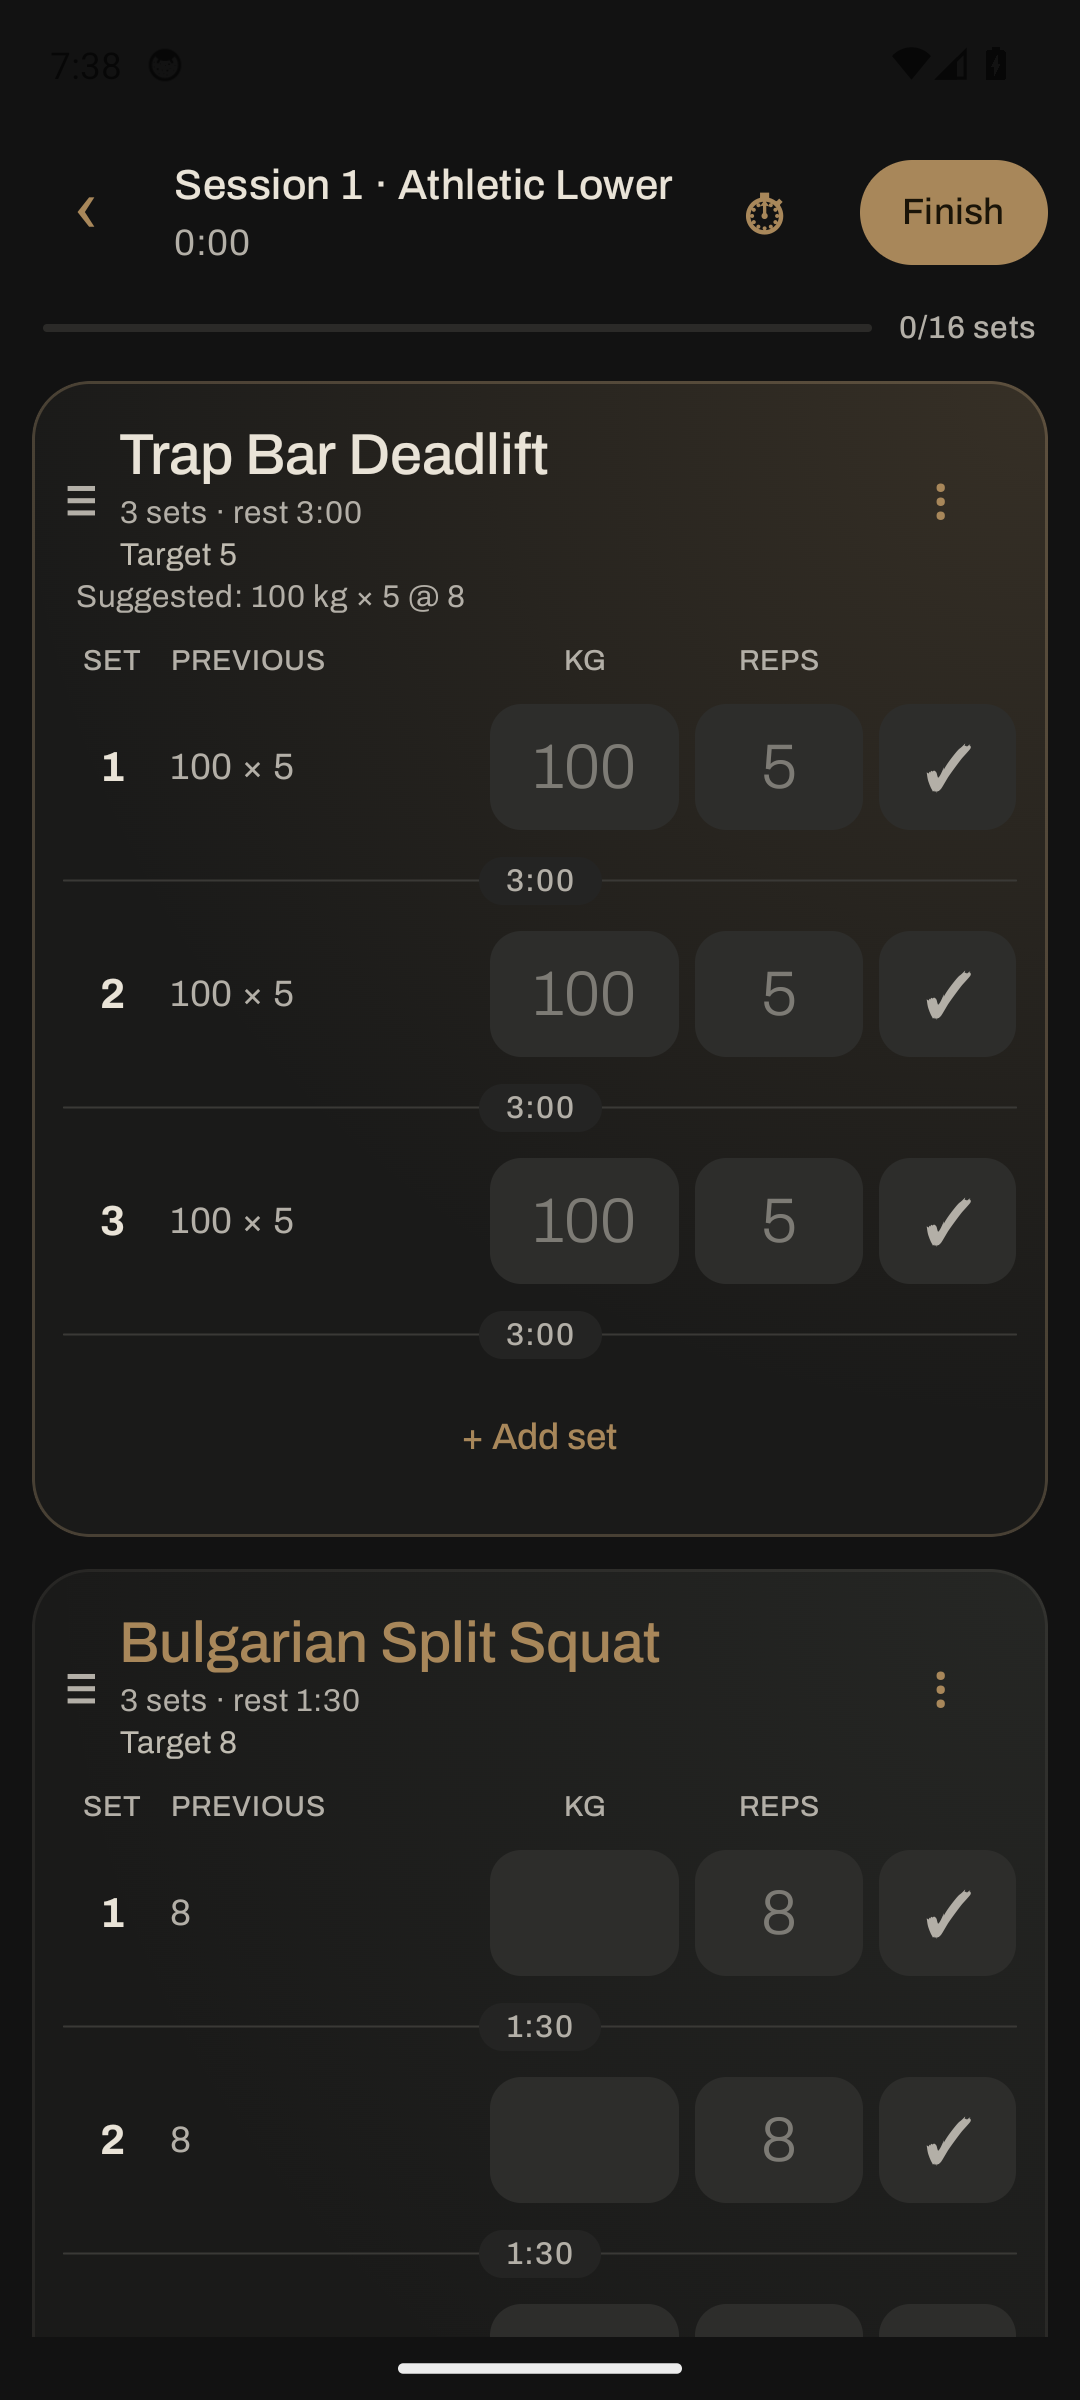 7:38
Session 1 · Athletic Lower
0:00
Finish
0/16 sets
Trap Bar Deadlift
3 sets · rest 3:00
Target 5
Suggested: 100 kg × 5 @ 8
SET PREVIOUS KG REPS
1 100 × 5 100 5 ✓
3:00
2 100 × 5 100 5 ✓
3:00
3 100 × 5 100 5 ✓
3:00
+ Add set
Bulgarian Split Squat
3 sets · rest 1:30
Target 8
SET PREVIOUS KG REPS
1 8 8 ✓
1:30
2 8 8 ✓
1:30